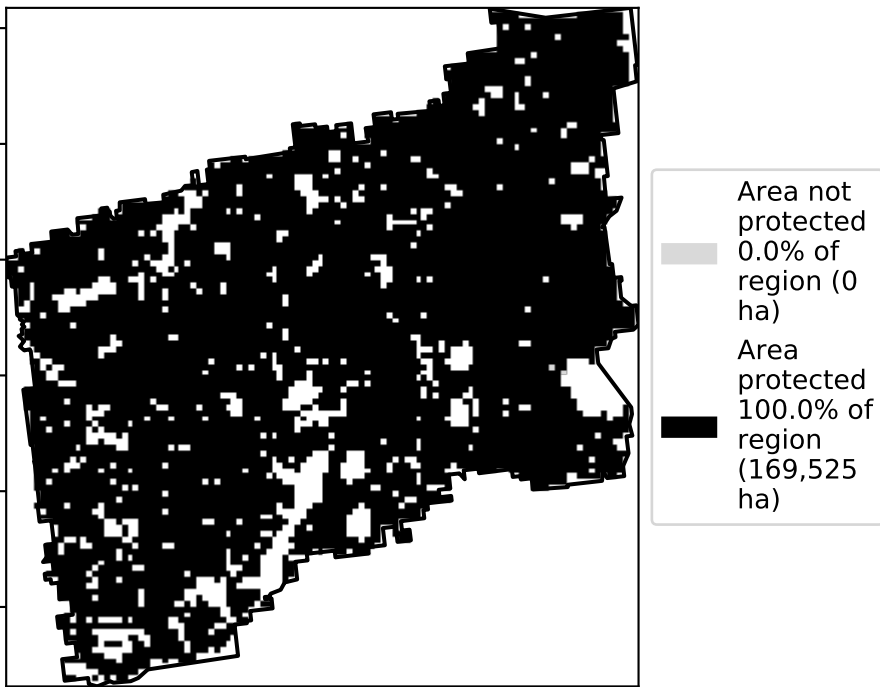 Area not
protected
0.0% of
region (0
ha)
Area
protected
100.0% of
region
(169,525
ha)